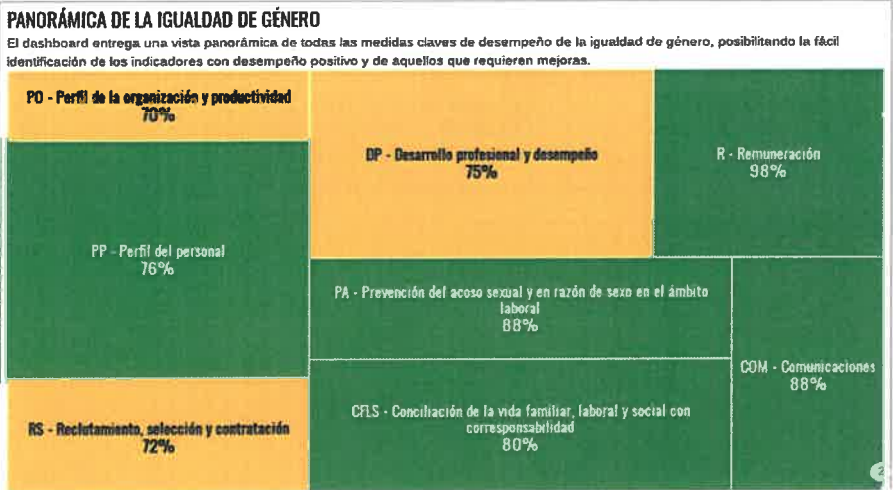 PANORÁMICA DE LA IGUALDAD DE GÉNERO
El dashboard entrega una vista panorámica de todas las medidas claves de desempeño de la igualdad de género, posibilitando la fácil
identificación de los indicadores con desempeño positivo y de aquellos que requieren mejoras.
PO - Perfil de la organización y productividad
70%
DP - Desarrollo profesional y desempeño
75%
R - Remuneración
98%
PP - Perfil del personal
76%
PA - Prevención del acoso sexual y en razón de sexo en el ámbito
laboral
88%
COM - Comunicaciones
88%
RS - Reclutamiento, selección y contratación
72%
CFLS - Conciliación de la vida familiar, laboral y social con
corresponsabilidad
80%
2